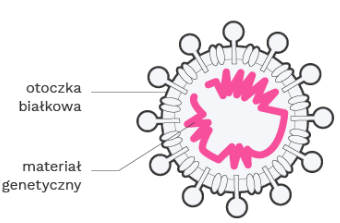 otoczka
białkowa
materiał
genetyczny